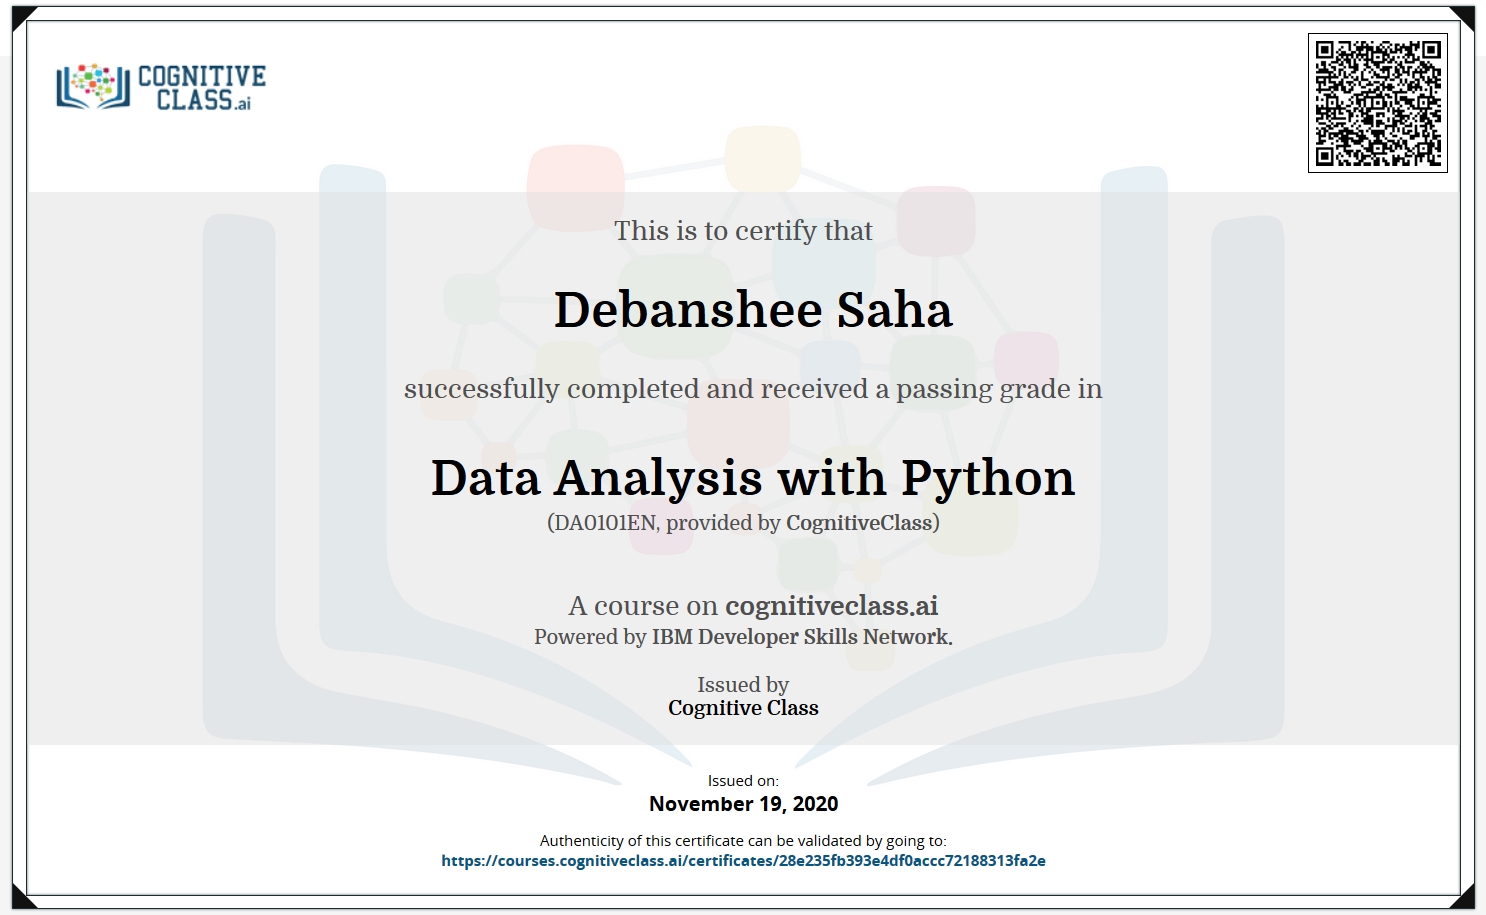 COGNITIVE
CLASS.ai
This is to certify that
Debanshee Saha
successfully completed and received a passing grade in
Data Analysis with Python
(DA0101EN, provided by CognitiveClass)
A course on cognitiveclass.ai
Powered by IBM Developer Skills Network.
Issued by
Cognitive Class
Issued on:
November 19, 2020
Authenticity of this certificate can be validated by going to:
https://courses.cognitiveclass.ai/certificates/28e235fb393e4df0accc72188313fa2e